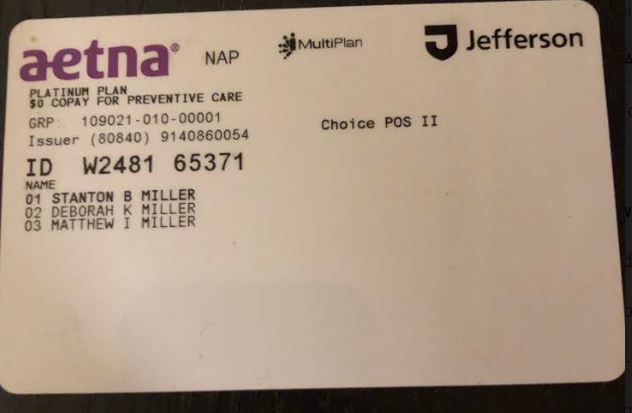 aetna® NAP MultiPlan Jefferson
PLATINUM PLAN
$0 COPAY FOR PREVENTIVE CARE
GRP: 109021-010-00001
Issuer (80840) 9140860054
Choice POS II
ID W2481 65371
NAME
01 STANTON B MILLER
02 DEBORAH K MILLER
03 MATTHEW I MILLER